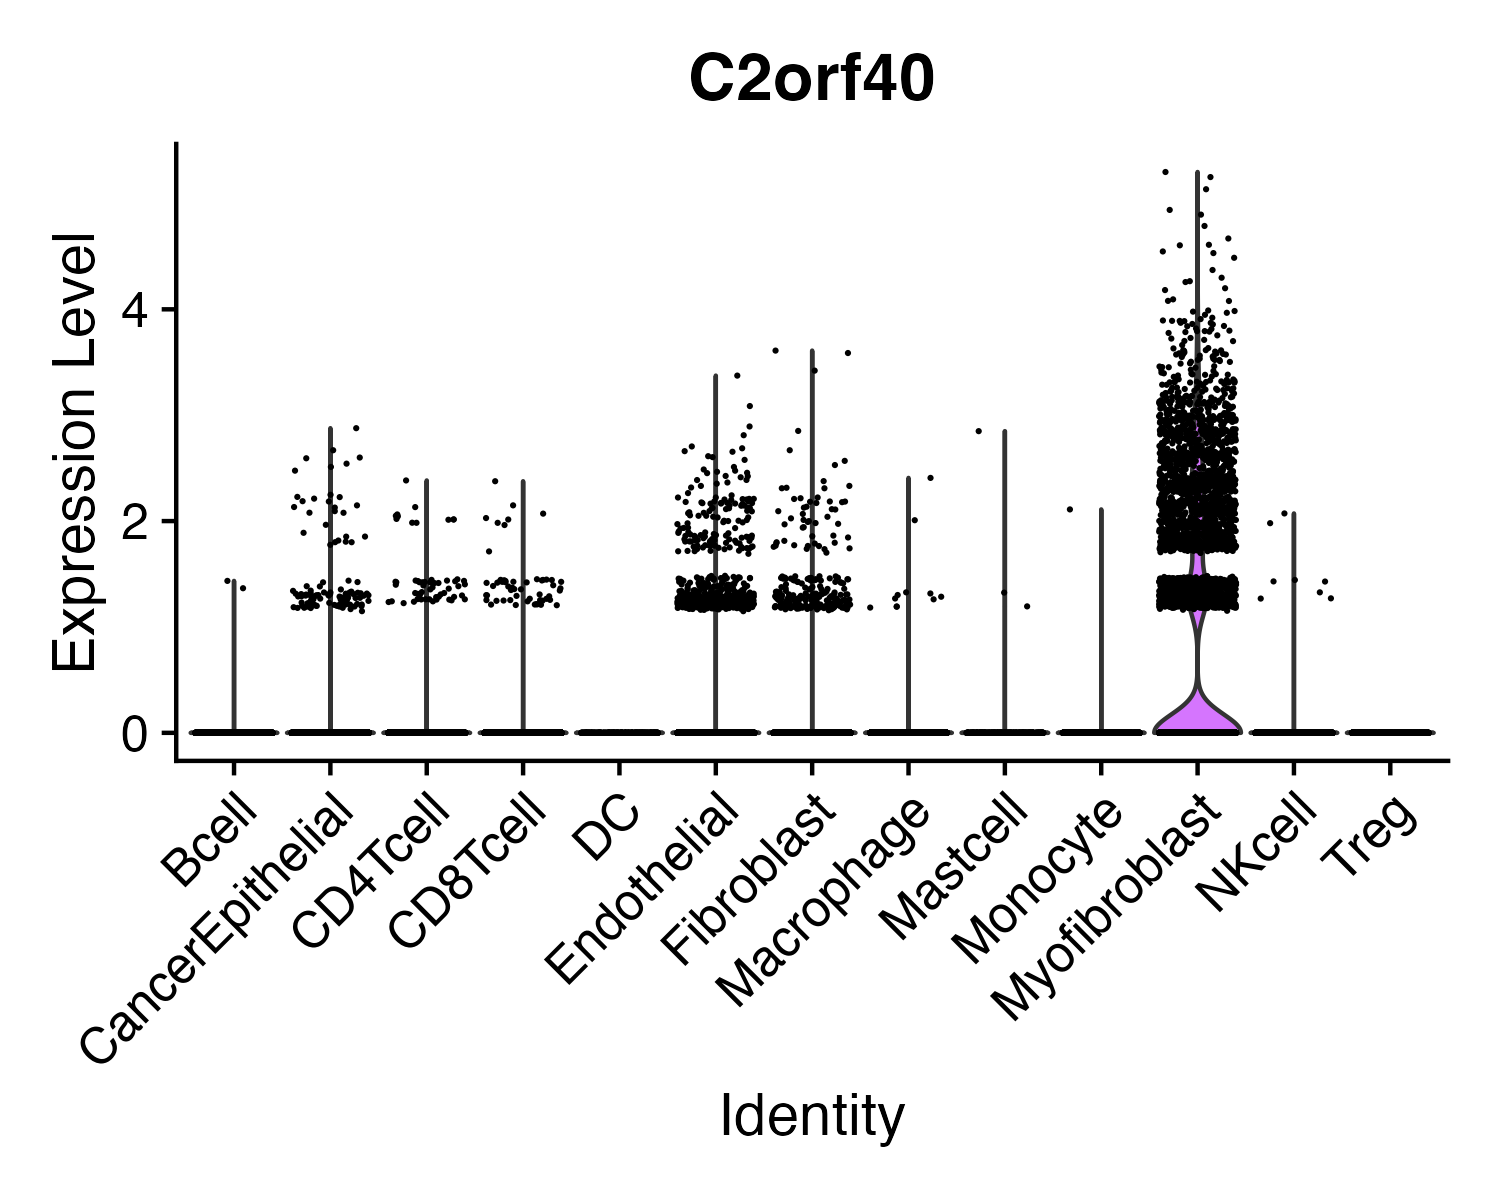 C2orf40
Expression Level
4
2
0
Bcell
CancerEpithelial
CD4Tcell
CD8Tcell
DC
Endothelial
Fibroblast
Macrophage
Mastcell
Monocyte
Myofibroblast
NKcell
Treg
Identity